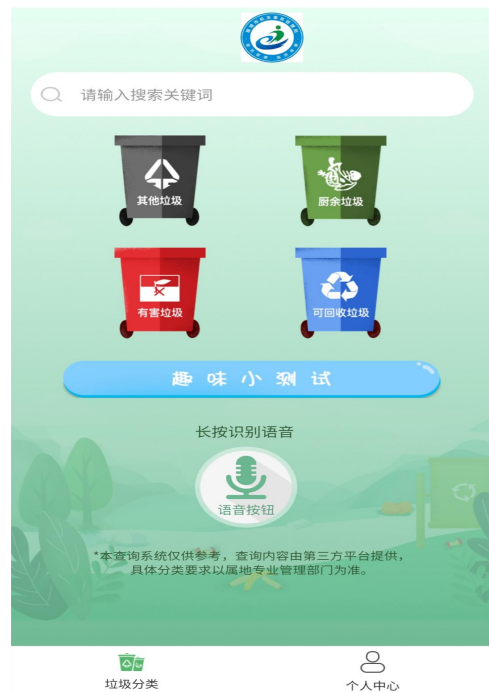 请输入搜索关键词
其他垃圾
厨余垃圾
有害垃圾
可回收垃圾
趣味小测试
长按识别语音
语音按钮
*本查询系统仅供参考，查询内容由第三方平台提供，
具体分类要求以属地专业管理部门为准。
垃圾分类
个人中心